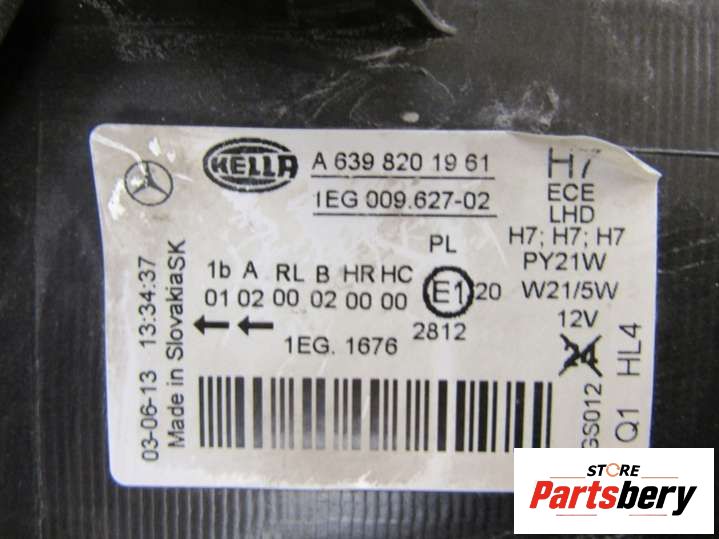 HELLA
A 639 820 19 61
1EG 009.627-02
H7
ECE
LHD
H7; H7; H7
PY21W
W21/5W
12V
PL
1b A RL B HR HC
01 02 00 02 00 00
E1 20
2812
1EG. 1676
03-06-13 13:34:37
Made in SlovakiaSK
GS012
Q1 HL4
STORE
Partsbery